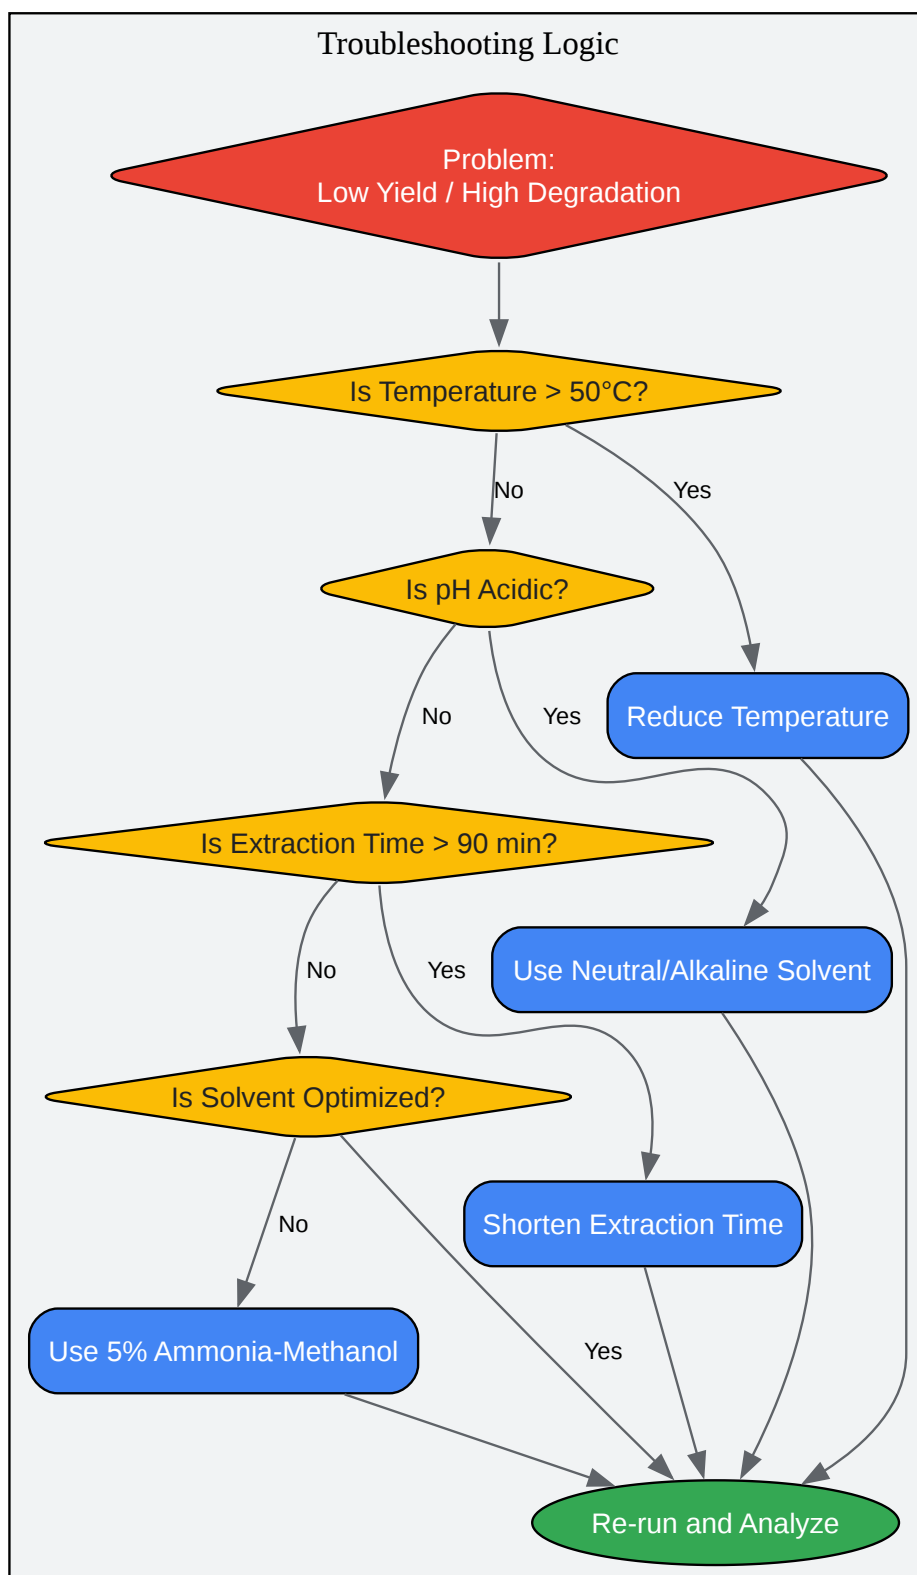 Troubleshooting Logic
Problem:
Low Yield / High Degradation
Is Temperature > 50°C?
No
Yes
Is pH Acidic?
No
Yes
Reduce Temperature
Is Extraction Time > 90 min?
No
Yes
Use Neutral/Alkaline Solvent
Is Solvent Optimized?
No
Shorten Extraction Time
Use 5% Ammonia-Methanol
Yes
Re-run and Analyze